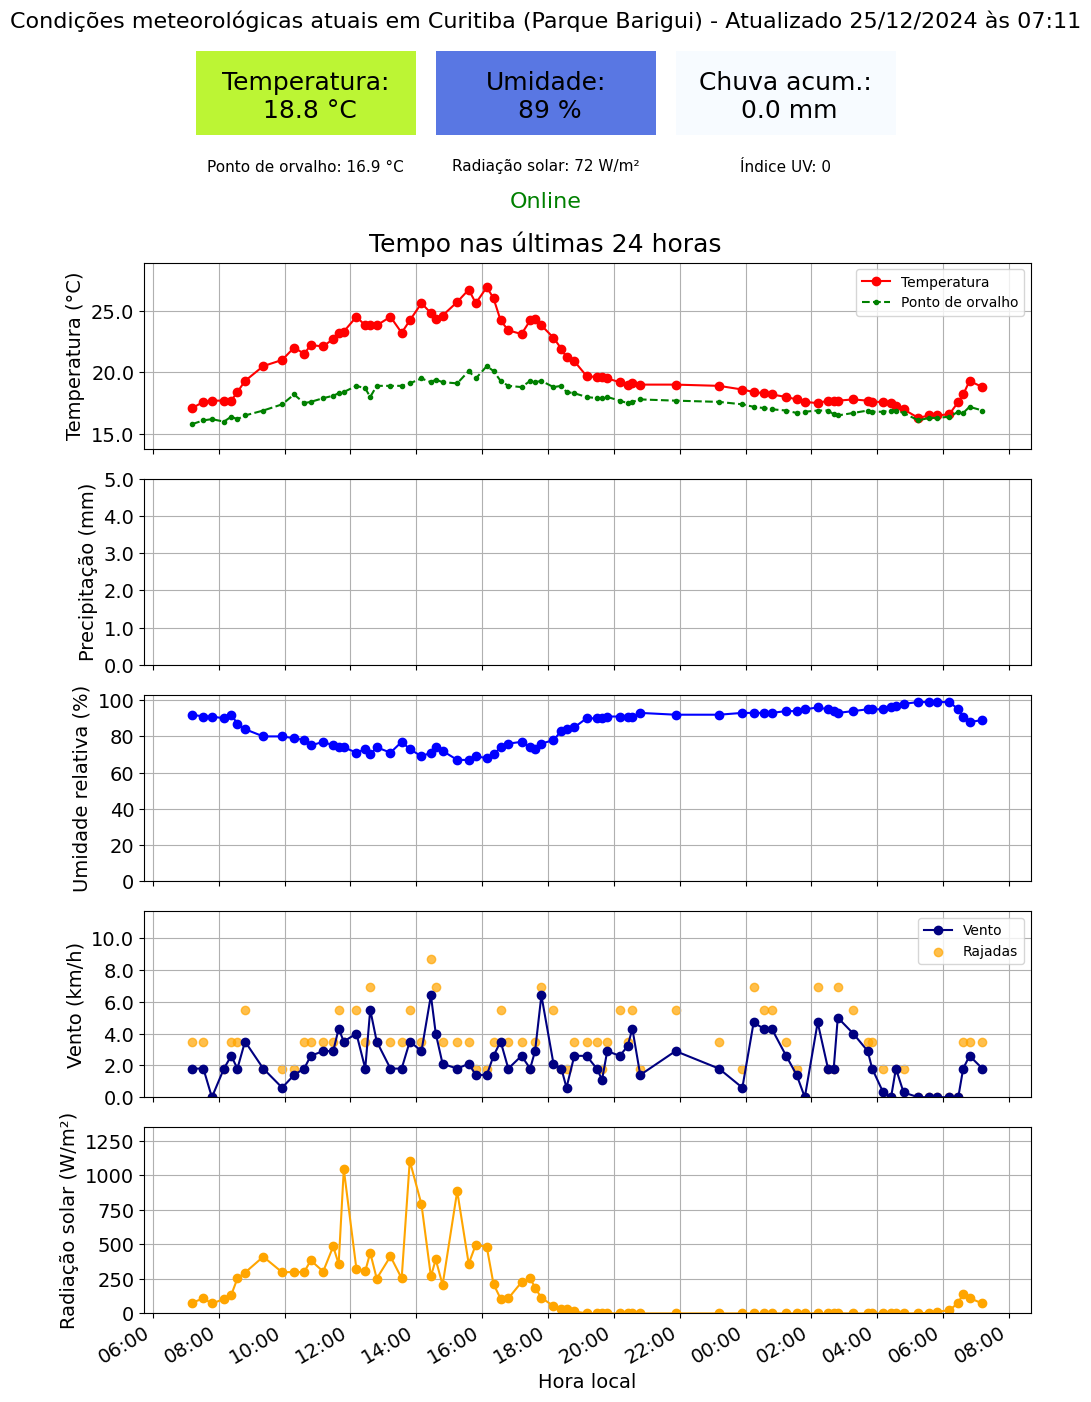 Condições meteorológicas atuais em Curitiba (Parque Barigui) - Atualizado 25/12/2024 às 07:11
Temperatura:
18.8 °C
Umidade:
89 %
Chuva acum.:
0.0 mm
Ponto de orvalho: 16.9 °C
Radiação solar: 72 W/m²
Índice UV: 0
Online
Tempo nas últimas 24 horas
Temperatura (°C)
25.0
20.0
15.0
Temperatura
Ponto de orvalho
Precipitação (mm)
5.0
4.0
3.0
2.0
1.0
0.0
Umidade relativa (%)
100
80
60
40
20
0
Vento (km/h)
10.0
8.0
6.0
4.0
2.0
0.0
Vento
Rajadas
Radiação solar (W/m²)
1250
1000
750
500
250
0
06:00
08:00
10:00
12:00
14:00
16:00
18:00
20:00
22:00
00:00
02:00
04:00
06:00
08:00
Hora local